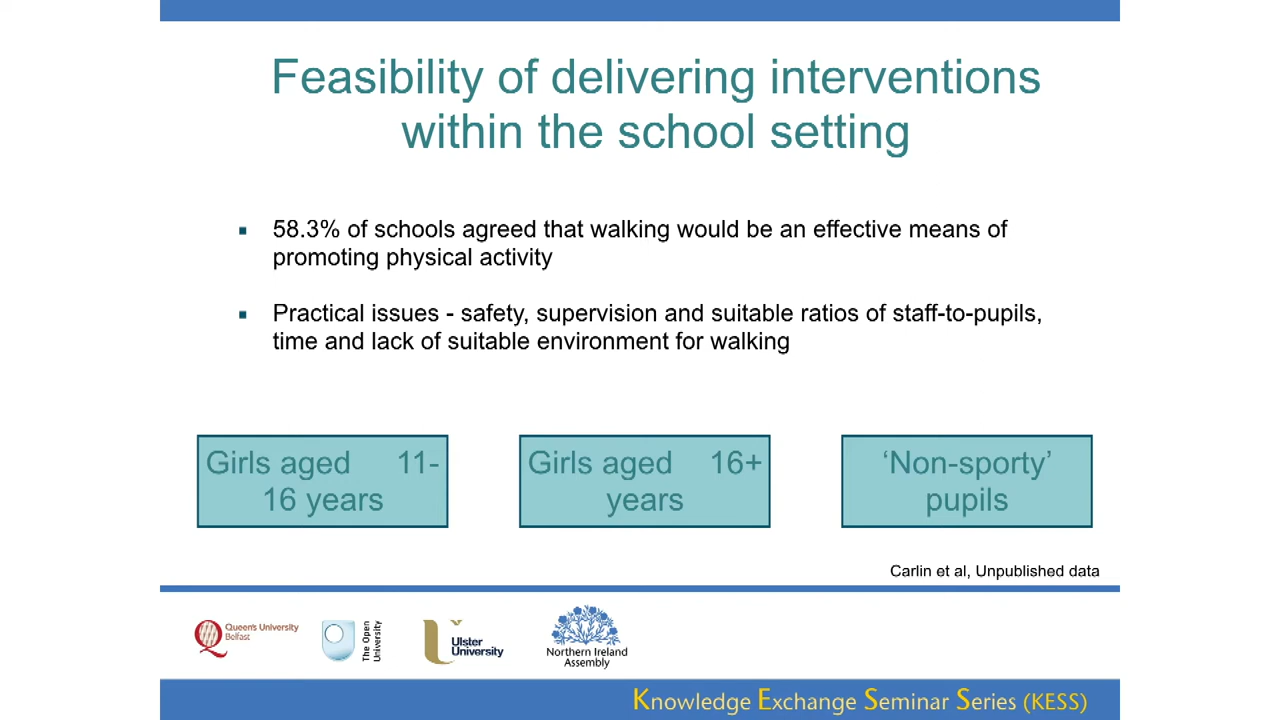 Feasibility of delivering interventions
within the school setting
58.3% of schools agreed that walking would be an effective means of
promoting physical activity
Practical issues - safety, supervision and suitable ratios of staff-to-pupils,
time and lack of suitable environment for walking
Girls aged 11-
16 years
Girls aged 16+
years
‘Non-sporty’
pupils
Carlin et al, Unpublished data
Queen's University
Belfast
The Open
University
Ulster
University
Northern Ireland
Assembly
Knowledge Exchange Seminar Series (KESS)